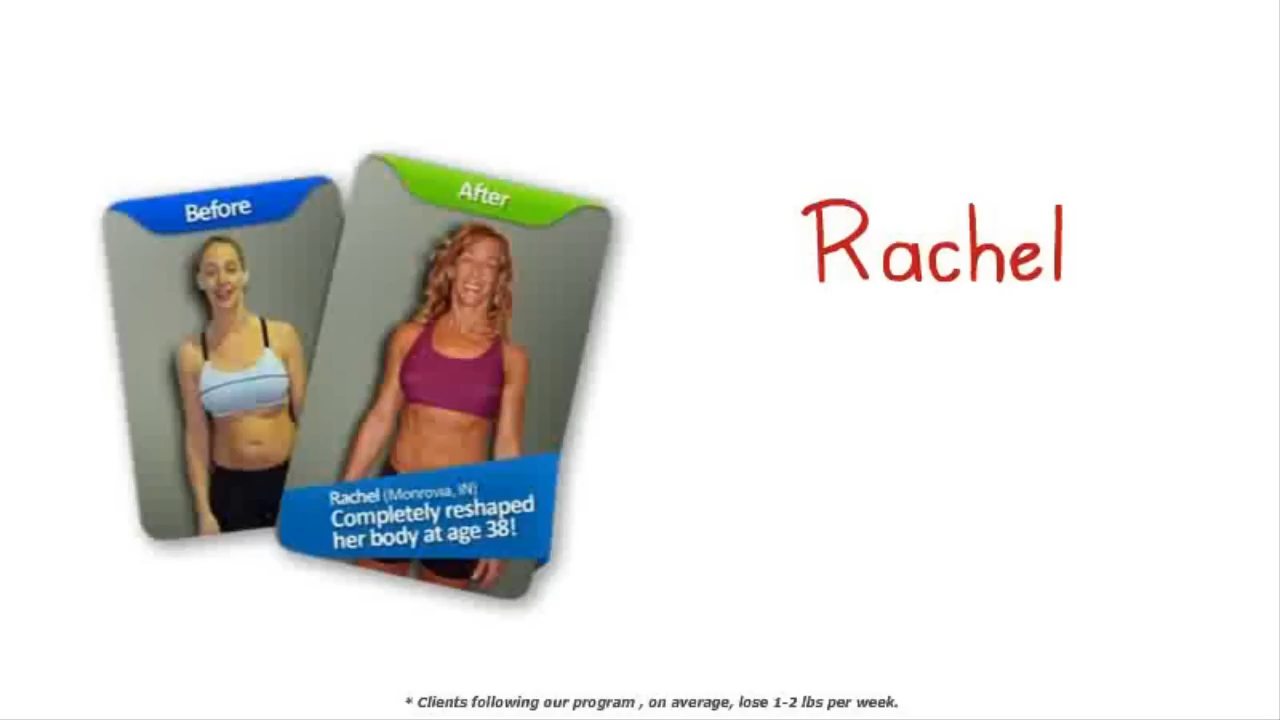 Before
After
Rachel
Rachel (Monrovia, IN)
Completely reshaped
her body at age 38!
* Clients following our program , on average, lose 1-2 lbs per week.